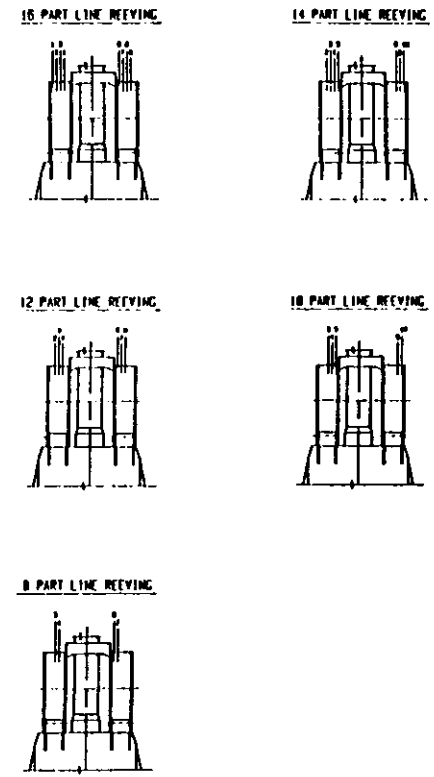 16 PART LINE REEVING
14 PART LINE REEVING
12 PART LINE REEVING
10 PART LINE REEVING
8 PART LINE REEVING